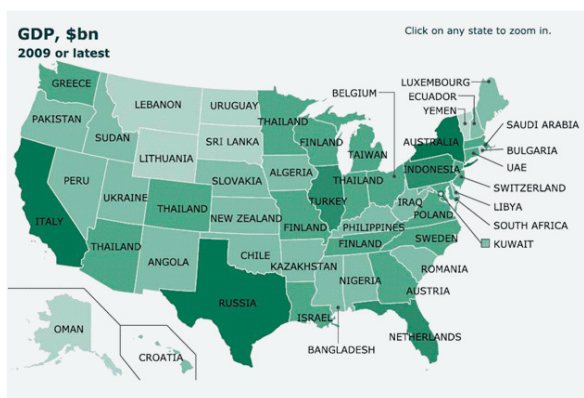 GDP, $bn
2009 or latest
Click on any state to zoom in.
GREECE
LEBANON
URUGUAY
BELGIUM
LUXEMBOURG
ECUADOR
YEMEN
PAKISTAN
THAILAND
SAUDI ARABIA
SUDAN
SRI LANKA
FINLAND
TAIWAN
AUSTRALIA
BULGARIA
LITHUANIA
UAE
PERU
SLOVAKIA
ALGERIA
THAILAND
INDONESIA
SWITZERLAND
UKRAINE
THAILAND
TURKEY
IRAQ
LIBYA
ITALY
NEW ZEALAND
FINLAND
PHILIPPINES
POLAND
SOUTH AFRICA
THAILAND
FINLAND
SWEDEN
KUWAIT
ANGOLA
CHILE
KAZAKHSTAN
ROMANIA
NIGERIA
AUSTRIA
RUSSIA
ISRAEL
OMAN
NETHERLANDS
CROATIA
BANGLADESH